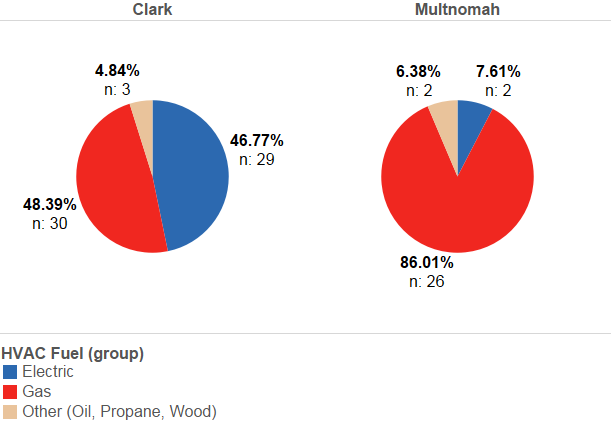 Clark
Multnomah
4.84%
n: 3
46.77%
n: 29
48.39%
n: 30
6.38%
n: 2
7.61%
n: 2
86.01%
n: 26
HVAC Fuel (group)
Electric
Gas
Other (Oil, Propane, Wood)